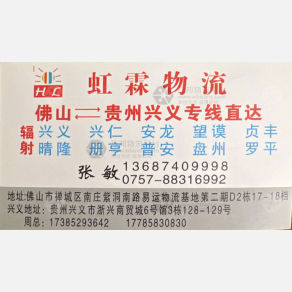 HLL
虹霖物流
佛山⇌贵州兴义专线直达
辐 兴义 兴仁 安龙 望谟 贞丰
射 晴隆 册亨 普安 盘州 罗平
张敏 13687409998
0757-88316992
地址:佛山市禅城区南庄紫洞南路易运物流基地第二期D2栋17-18档
兴义地址: 贵州兴义市浙兴商贸城6号馆3栋128-129号
周总: 17385293642 17785830830